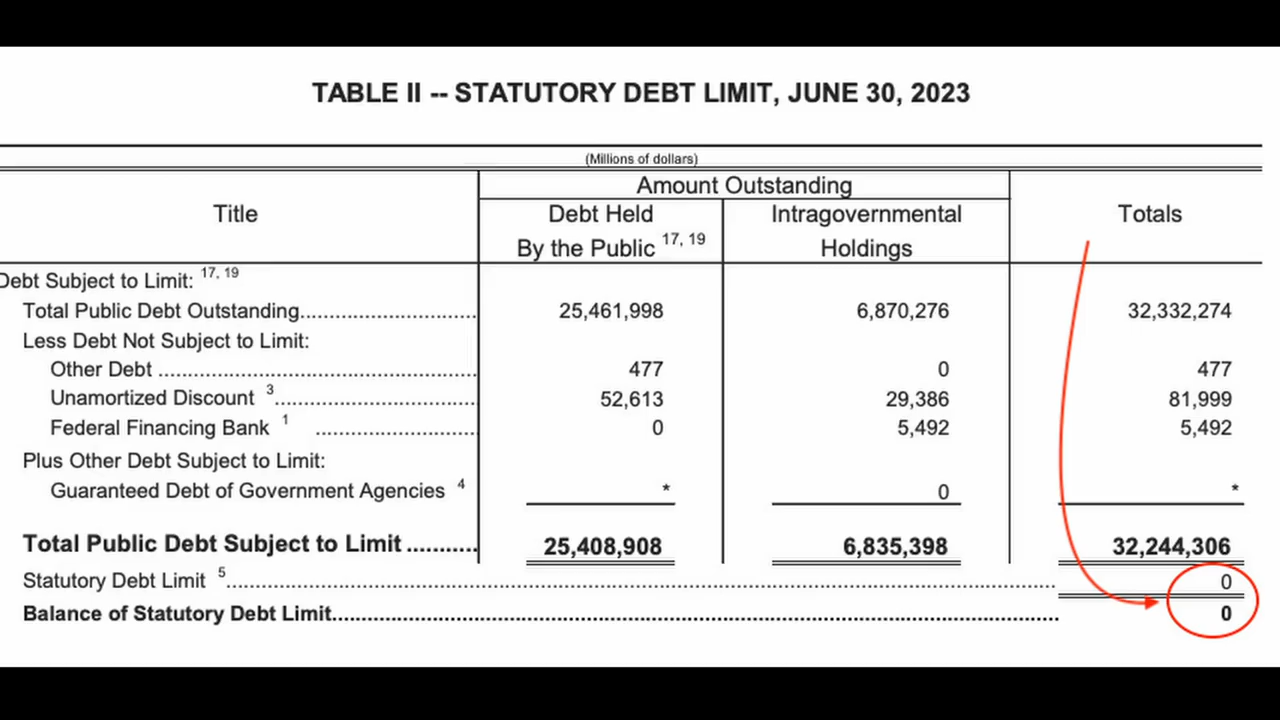 TABLE II -- STATUTORY DEBT LIMIT, JUNE 30, 2023
(Millions of dollars)
Amount Outstanding
Title Debt Held Intragovernmental Totals
By the Public 17, 19 Holdings
Debt Subject to Limit: 17, 19
Total Public Debt Outstanding............................... 25,461,998 6,870,276 32,332,274
Less Debt Not Subject to Limit:
Other Debt ....................................................... 477 0 477
Unamortized Discount 3................................... 52,613 29,386 81,999
Federal Financing Bank 1 ............................ 0 5,492 5,492
Plus Other Debt Subject to Limit:
Guaranteed Debt of Government Agencies 4 * 0 *
Total Public Debt Subject to Limit ........... 25,408,908 6,835,398 32,244,306
Statutory Debt Limit 5........................................................................................................................ 0
Balance of Statutory Debt Limit............................................................................................................ 0